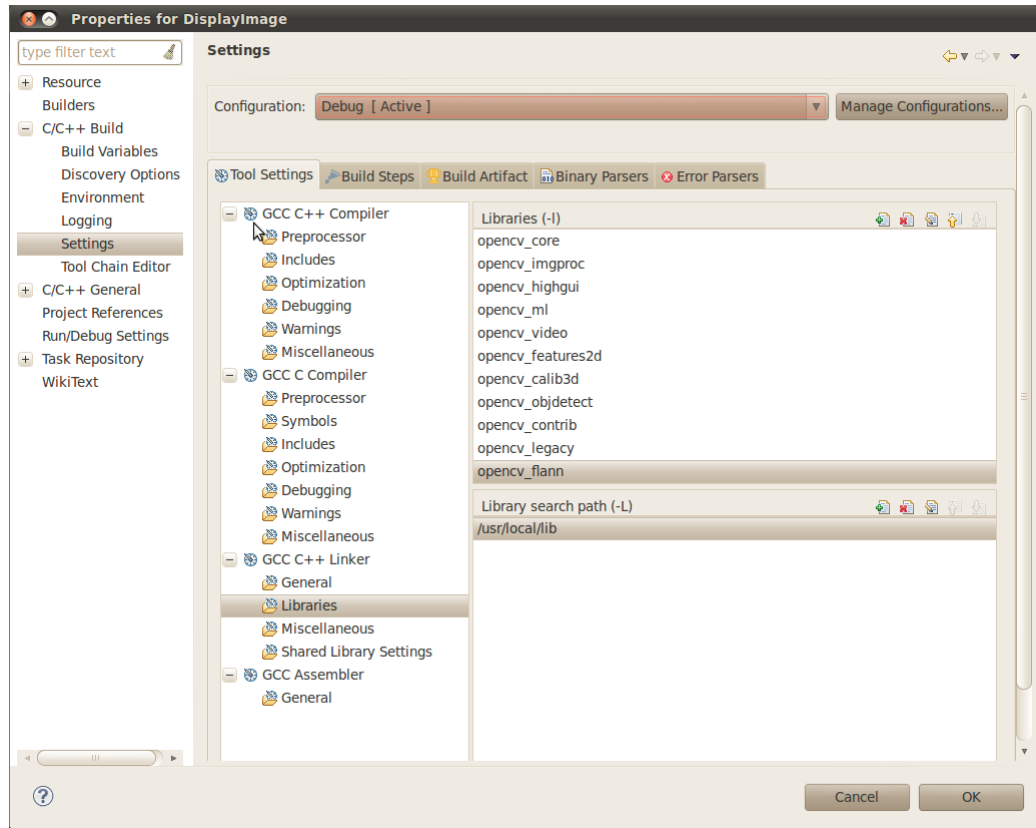 Properties for DisplayImage
type filter text
Resource
Builders
C/C++ Build
Build Variables
Discovery Options
Environment
Logging
Settings
Tool Chain Editor
C/C++ General
Project References
Run/Debug Settings
Task Repository
WikiText
Settings
Configuration: Debug [ Active ] Manage Configurations...
Tool Settings Build Steps Build Artifact Binary Parsers Error Parsers
GCC C++ Compiler
Preprocessor
Includes
Optimization
Debugging
Warnings
Miscellaneous
GCC C Compiler
Preprocessor
Symbols
Includes
Optimization
Debugging
Warnings
Miscellaneous
GCC C++ Linker
General
Libraries
Miscellaneous
Shared Library Settings
GCC Assembler
General
Libraries (-l)
opencv_core
opencv_imgproc
opencv_highgui
opencv_ml
opencv_video
opencv_features2d
opencv_calib3d
opencv_objdetect
opencv_contrib
opencv_legacy
opencv_flann
Library search path (-L)
/usr/local/lib
Cancel OK